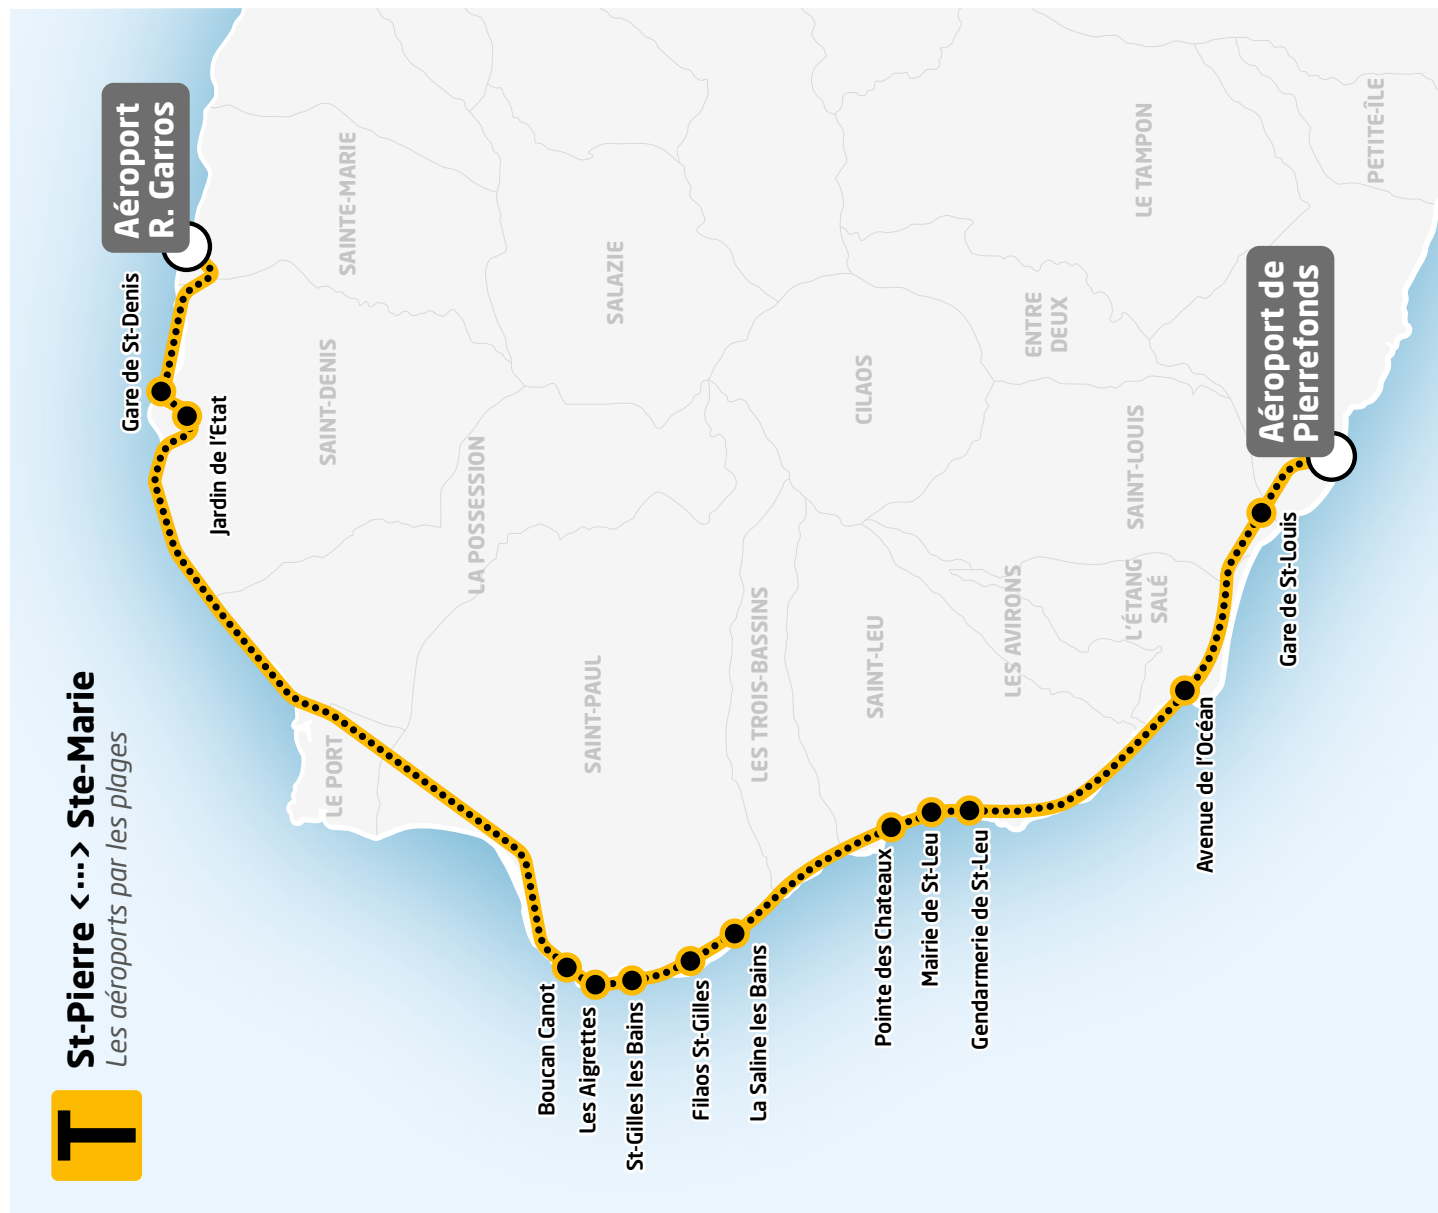 T
St-Pierre <···> Ste-Marie
Les aéroports par les plages
Aéroport
R. Garros
Gare de St-Denis
Jardin de l'Etat
Boucan Canot
Les Aigrettes
St-Gilles les Bains
Filaos St-Gilles
La Saline les Bains
Pointe des Chateaux
Mairie de St-Leu
Gendarmerie de St-Leu
Avenue de l'Océan
Gare de St-Louis
Aéroport de
Pierrefonds
SAINTE-MARIE
SAINT-DENIS
LA POSSESSION
LE PORT
SAINT-PAUL
SALAZIE
LES TROIS-BASSINS
SAINT-LEU
CILAOS
LES AVIRONS
ENTRE
DEUX
L'ÉTANG
SALÉ
SAINT-LOUIS
LE TAMPON
PETITE-ÎLE